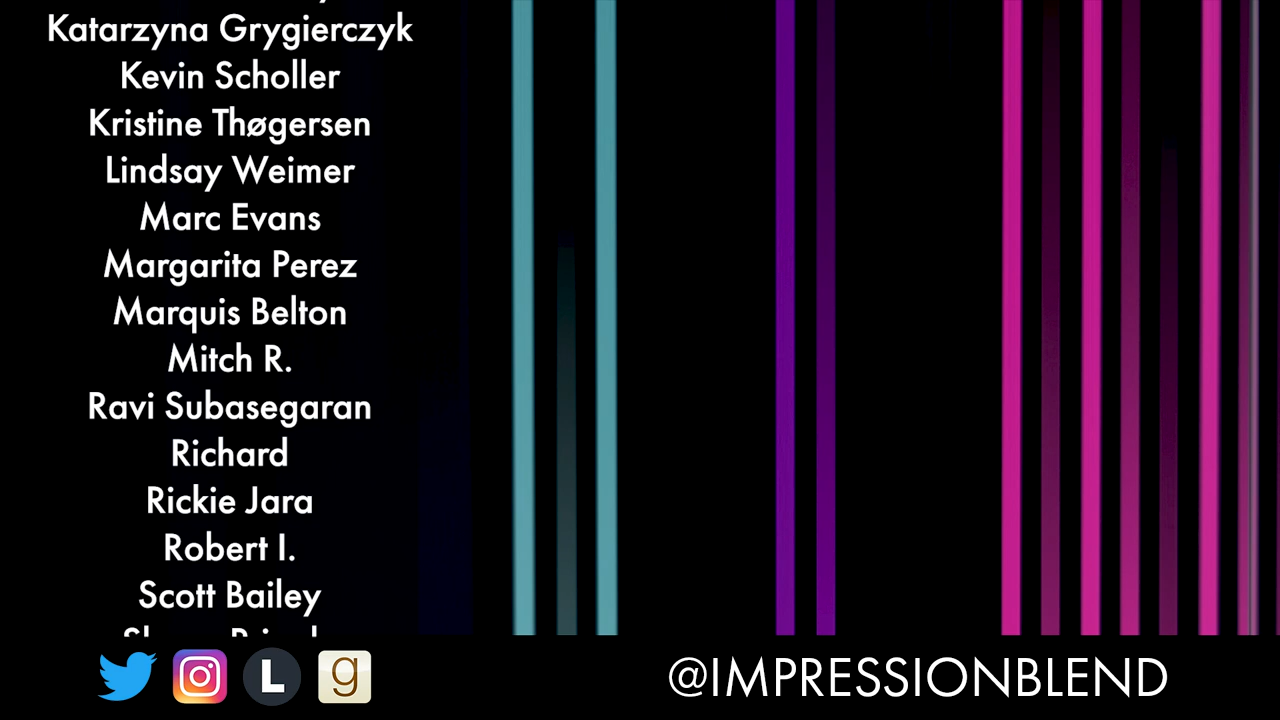 Katarzyna Grygierczyk
Kevin Scholler
Kristine Thøgersen
Lindsay Weimer
Marc Evans
Margarita Perez
Marquis Belton
Mitch R.
Ravi Subasegaran
Richard
Rickie Jara
Robert I.
Scott Bailey
L g
@IMPRESSIONBLEND